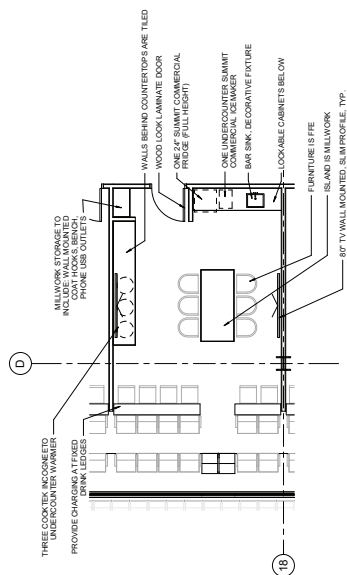 WALLS BEHIND COUNTERTOPS ARE TILED
WOOD LOOK LAMINATE DOOR
ONE 24" SUMMIT COMMERCIAL
FRIDGE (FULL HEIGHT)
ONE UNDERCOUNTER SUMMIT
COMMERCIAL ICEMAKER
BAR SINK, DECORATIVE FIXTURE
LOCKABLE CABINETS BELOW
FURNITURE IS FFE
ISLAND IS MILLWORK
80" TV WALL MOUNTED, SLIM PROFILE, TYP.
MILLWORK STORAGE TO
INCLUDE: WALL MOUNTED
COAT HOOKS, BENCH,
PHONE USB OUTLETS
D
THREE COOKTEK INCOGNEETO
UNDERCOUNTER WARMER
PROVIDE CHARGING AT FIXED
DRINK LEDGES
18